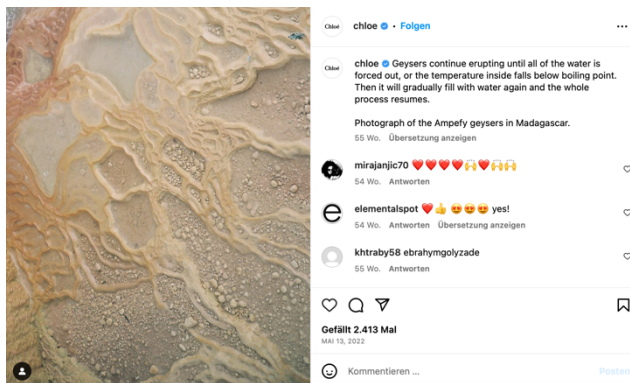 Chloé
chloe • Folgen
Chloé
chloe Geysers continue erupting until all of the water is
forced out, or the temperature inside falls below boiling point.
Then it will gradually fill with water again and the whole
process resumes.
Photograph of the Ampefy geysers in Madagascar.
55 Wo. Übersetzung anzeigen
mirajanjic70 ❤️❤️❤️❤️🙌❤️🙌🙌
54 Wo. Antworten
e
elementalspot ❤️👍 😍😍😍 yes!
54 Wo. Antworten Übersetzung anzeigen
khtraby58 ebrahymgolyzade
55 Wo. Antworten
Gefällt 2.413 Mal
MAI 13, 2022
Kommentieren ...
Posten